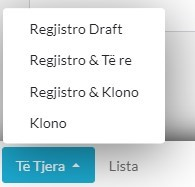 Regjistro Draft
Regjistro & Të re
Regjistro & Klono
Klono
Të Tjera
Lista